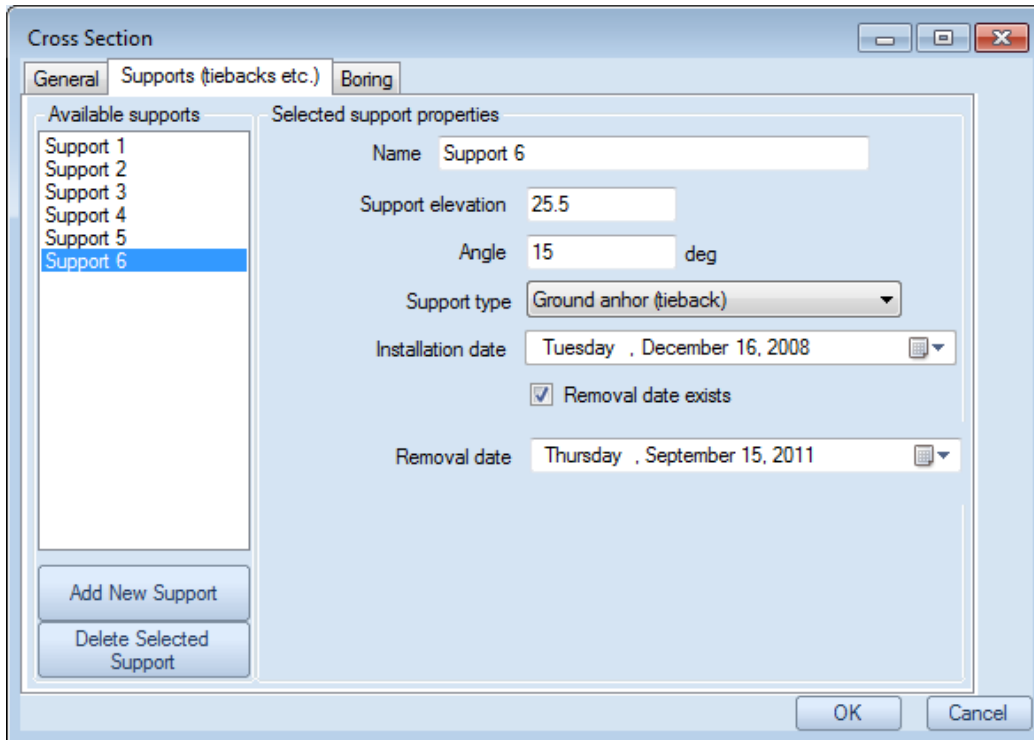 Cross Section
General
Supports (tiebacks etc.)
Boring
Available supports
Support 1
Support 2
Support 3
Support 4
Support 5
Support 6
Add New Support
Delete Selected
Support
Selected support properties
Name Support 6
Support elevation 25.5
Angle 15 deg
Support type Ground anhor (tieback)
Installation date Tuesday , December 16, 2008
Removal date exists
Removal date Thursday , September 15, 2011
OK
Cancel